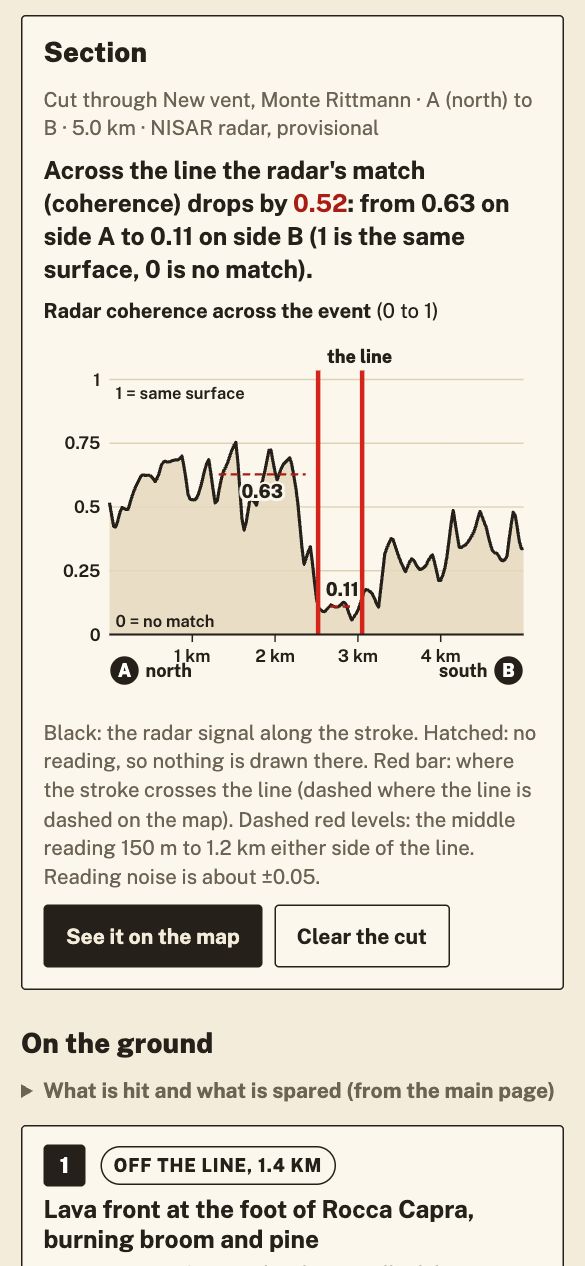 Section
Cut through New vent, Monte Rittmann · A (north) to
B · 5.0 km · NISAR radar, provisional
Across the line the radar's match
(coherence) drops by 0.52: from 0.63 on
side A to 0.11 on side B (1 is the same
surface, 0 is no match).
Radar coherence across the event (0 to 1)
the line
1
1 = same surface
0.75
0.63
0.5
0.25
0.11
0 = no match
0
1 km 2 km 3 km 4 km
A north south B
Black: the radar signal along the stroke. Hatched: no
reading, so nothing is drawn there. Red bar: where
the stroke crosses the line (dashed where the line is
dashed on the map). Dashed red levels: the middle
reading 150 m to 1.2 km either side of the line.
Reading noise is about ±0.05.
See it on the map Clear the cut
On the ground
What is hit and what is spared (from the main page)
1 OFF THE LINE, 1.4 KM
Lava front at the foot of Rocca Capra,
burning broom and pine